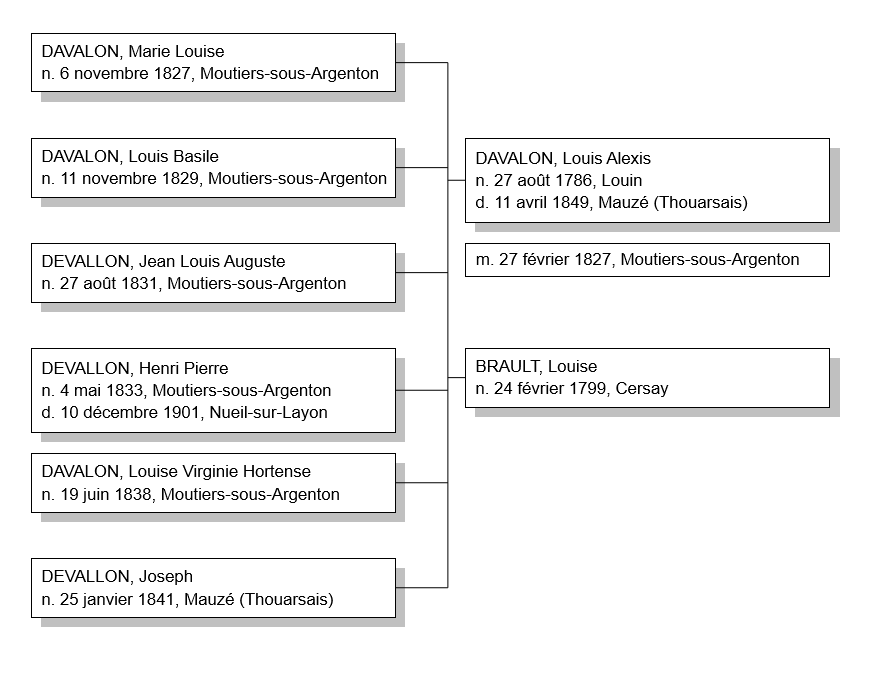 DAVALON, Marie Louise
n. 6 novembre 1827, Moutiers-sous-Argenton
DAVALON, Louis Basile
n. 11 novembre 1829, Moutiers-sous-Argenton
DEVALLON, Jean Louis Auguste
n. 27 août 1831, Moutiers-sous-Argenton
DEVALLON, Henri Pierre
n. 4 mai 1833, Moutiers-sous-Argenton
d. 10 décembre 1901, Nueil-sur-Layon
DAVALON, Louise Virginie Hortense
n. 19 juin 1838, Moutiers-sous-Argenton
DEVALLON, Joseph
n. 25 janvier 1841, Mauzé (Thouarsais)
DAVALON, Louis Alexis
n. 27 août 1786, Louin
d. 11 avril 1849, Mauzé (Thouarsais)
m. 27 février 1827, Moutiers-sous-Argenton
BRAULT, Louise
n. 24 février 1799, Cersay